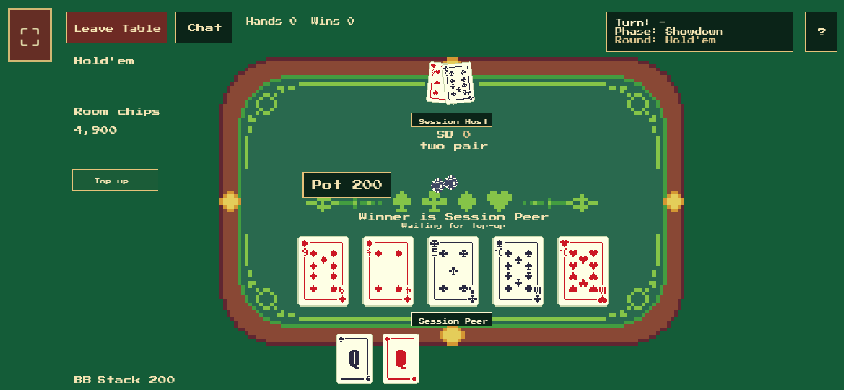 Leave Table
Chat
Hands 0 Wins 0
Turn: -
Phase: Showdown
Round: Hold'em
?
Hold'em
Room chips
4,900
Top up
Session Host
SB 0
two pair
Pot 200
Winner is Session Peer
Waiting for Top-up
Session Peer
Q
Q
BB Stack 200